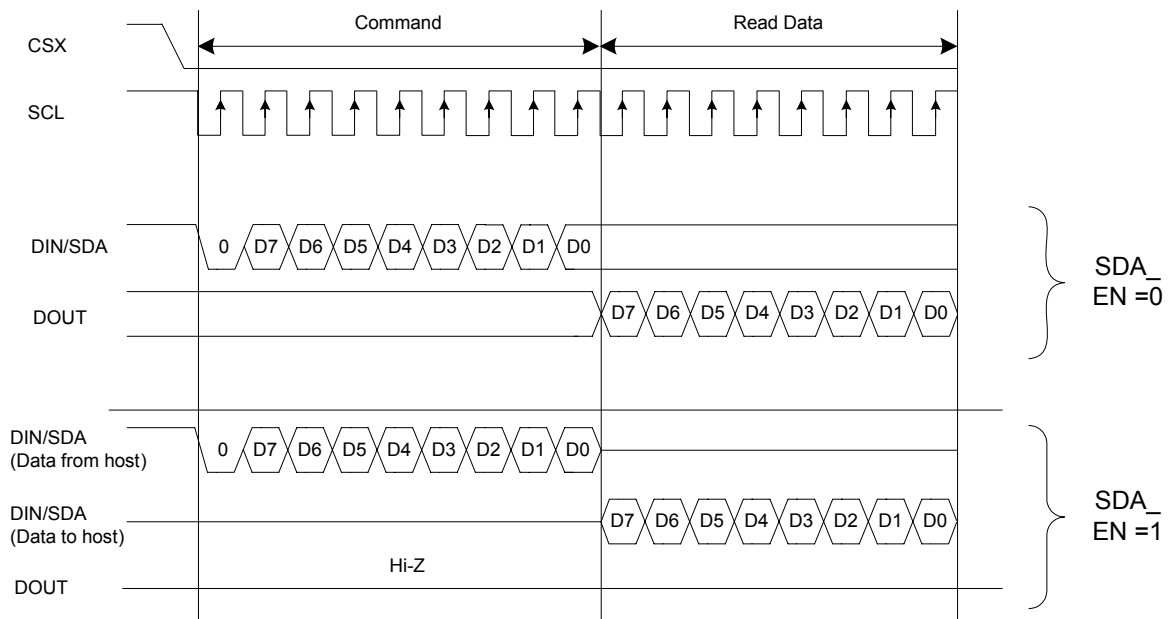 Command Read Data
CSX
SCL
DIN/SDA 0 D7 D6 D5 D4 D3 D2 D1 D0
SDA_
EN =0
DOUT D7 D6 D5 D4 D3 D2 D1 D0
DIN/SDA
(Data from host) 0 D7 D6 D5 D4 D3 D2 D1 D0
DIN/SDA
(Data to host) D7 D6 D5 D4 D3 D2 D1 D0
SDA_
EN =1
Hi-Z
DOUT